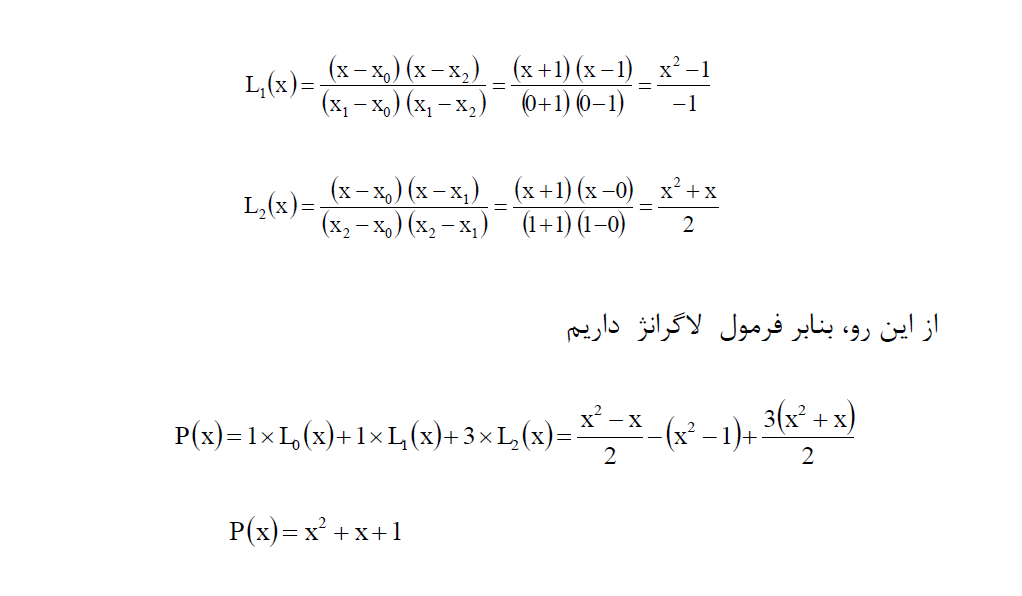 L₁(x) = (x − x₀)(x − x₂) / (x₁ − x₀)(x₁ − x₂) = (x + 1)(x − 1) / (0 + 1)(0 − 1) = x² − 1 / −1
L₂(x) = (x − x₀)(x − x₁) / (x₂ − x₀)(x₂ − x₁) = (x + 1)(x − 0) / (1 + 1)(1 − 0) = x² + x / 2
از این رو، بنابر فرمول لاگرانژ داریم
P(x) = 1 × L₀(x) + 1 × L₁(x) + 3 × L₂(x) = x² − x / 2 − (x² − 1) + 3(x² + x) / 2
P(x) = x² + x + 1